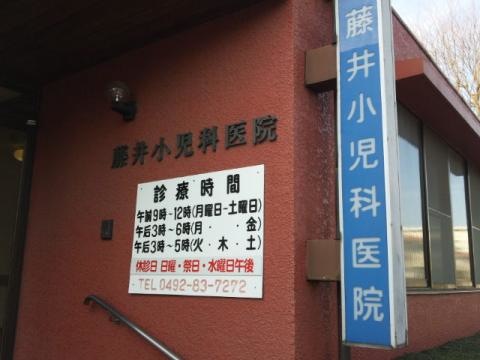 藤井小児科医院
診療時間
午前9時~12時(月曜日-土曜日)
午后3時~6時(月・・金)
午后3時~5時(火・木・土)
休診日 日曜・祭日・水曜日午後
TEL 0492-83-7272
藤井小児科医院